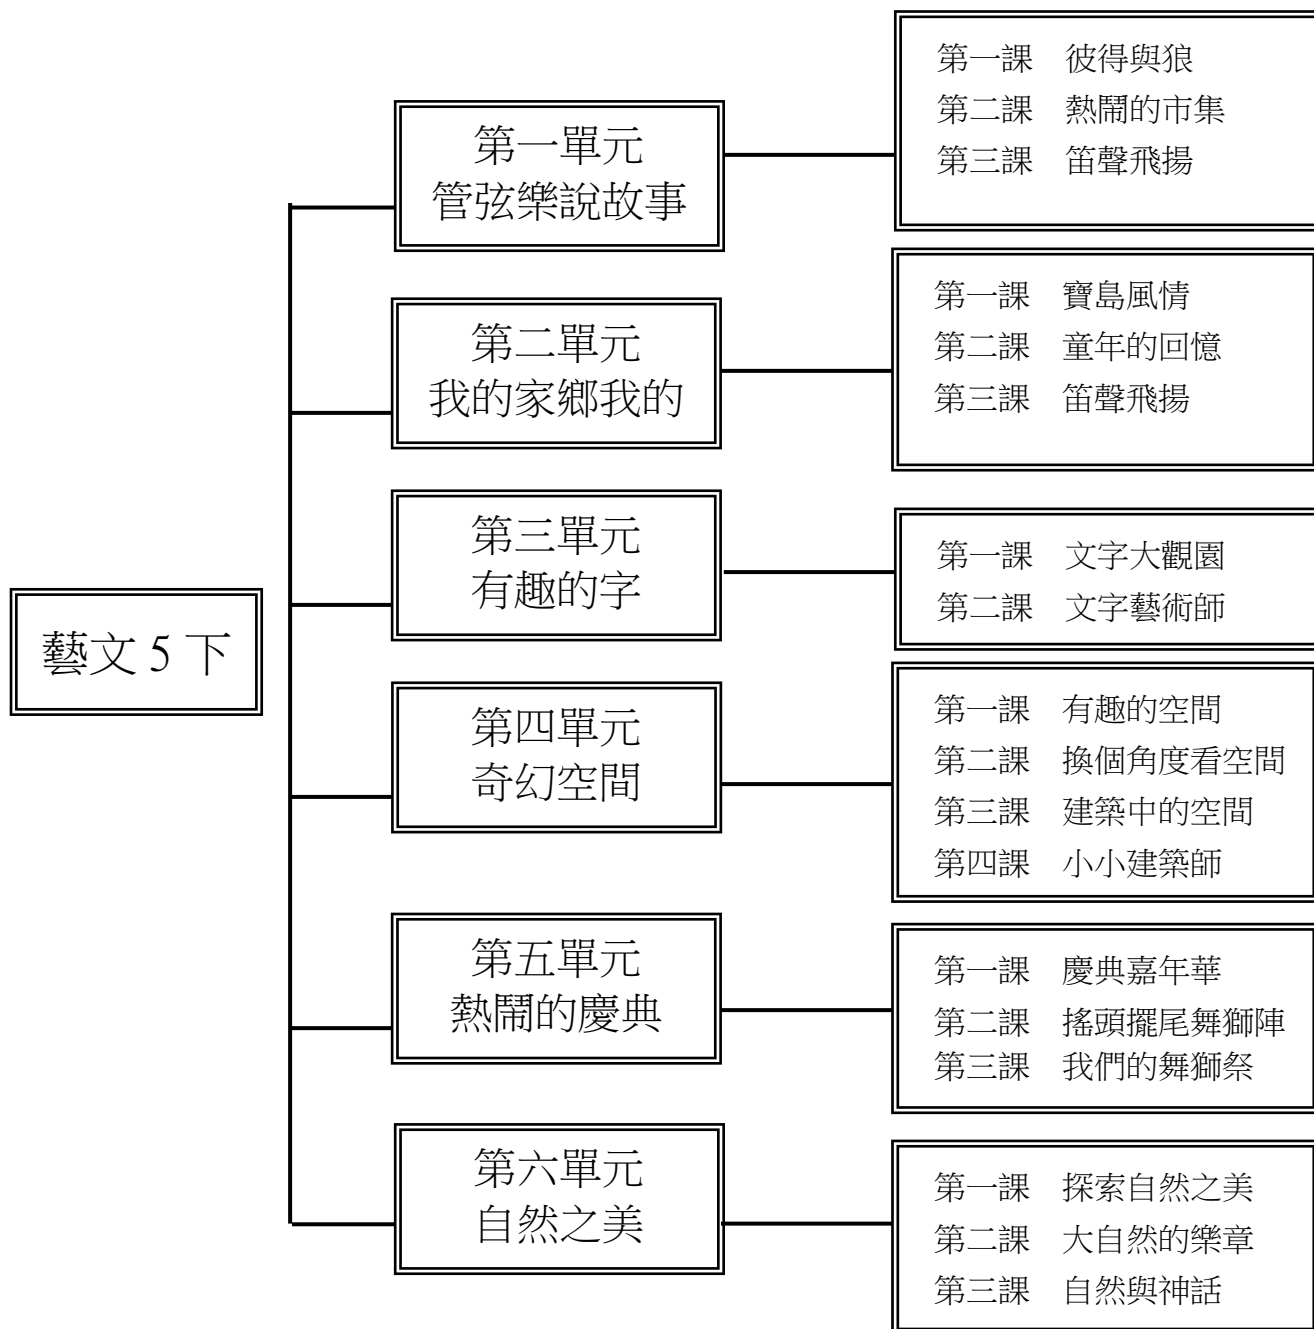 藝文 5 下
第一單元
管弦樂說故事
第一課 彼得與狼
第二課 熱鬧的市集
第三課 笛聲飛揚
第二單元
我的家鄉我的
第一課 寶島風情
第二課 童年的回憶
第三課 笛聲飛揚
第三單元
有趣的字
第一課 文字大觀園
第二課 文字藝術師
第四單元
奇幻空間
第一課 有趣的空間
第二課 換個角度看空間
第三課 建築中的空間
第四課 小小建築師
第五單元
熱鬧的慶典
第一課 慶典嘉年華
第二課 搖頭擺尾舞獅陣
第三課 我們的舞獅祭
第六單元
自然之美
第一課 探索自然之美
第二課 大自然的樂章
第三課 自然與神話